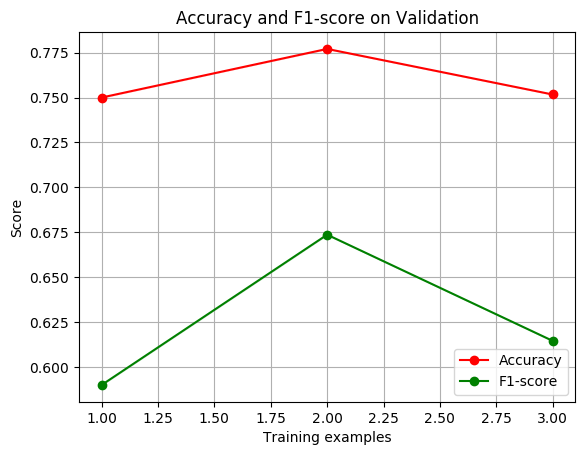 Accuracy and F1-score on Validation
Score
0.775
0.750
0.725
0.700
0.675
0.650
0.625
0.600
Accuracy
F1-score
1.00 1.25 1.50 1.75 2.00 2.25 2.50 2.75 3.00
Training examples